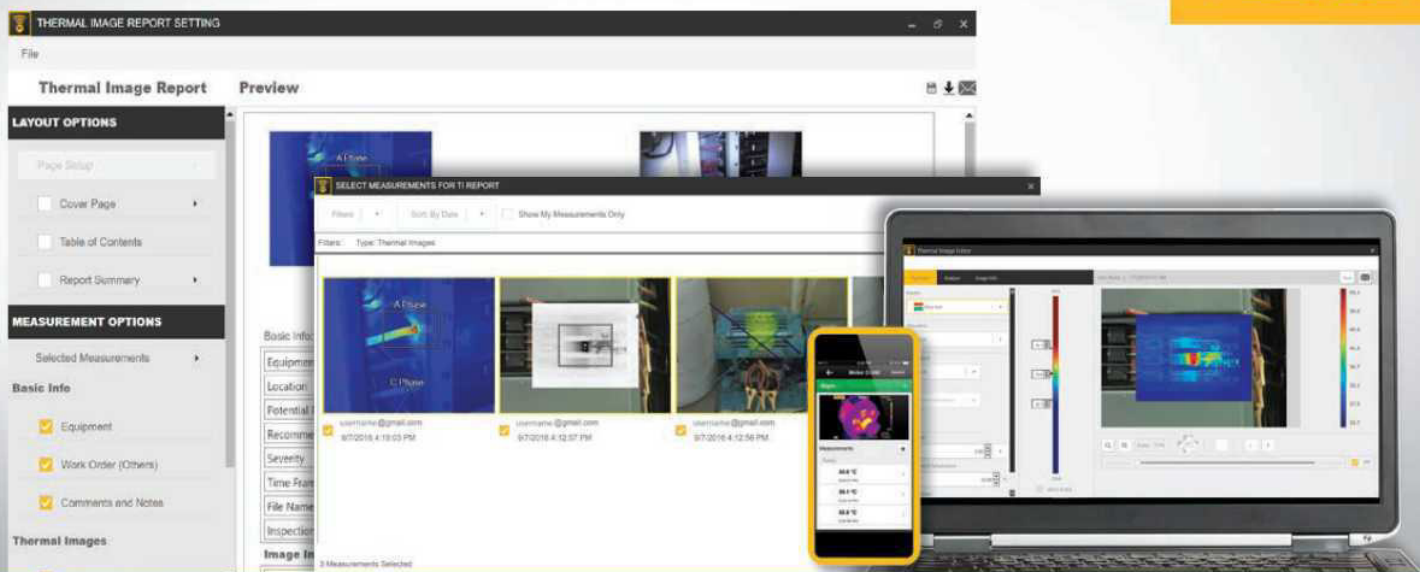 THERMAL IMAGE REPORT SETTING
File
Thermal Image Report
Preview
LAYOUT OPTIONS
Page Setup
Cover Page
Table of Contents
Report Summary
MEASUREMENT OPTIONS
Selected Measurements
Basic Info
Equipment
Work Order (Others)
Comments and Notes
Thermal Images
A Phase
Basic Info:
Equipmen
Location
Potential
Recomme
Severity
Time Fram
File Name
Inspection
Image In
SELECT MEASUREMENTS FOR TI REPORT
Filters
Sort: By Date
Show My Measurements Only
Filters: Type: Thermal Images
A Phase
C Phase
username@gmail.com
9/7/2016 4:13:03 PM
username@gmail.com
9/7/2016 4:12:57 PM
username@gmail.com
9/7/2016 4:12:56 PM
3 Measurements Selected
Measurements
Thermal Image Editor